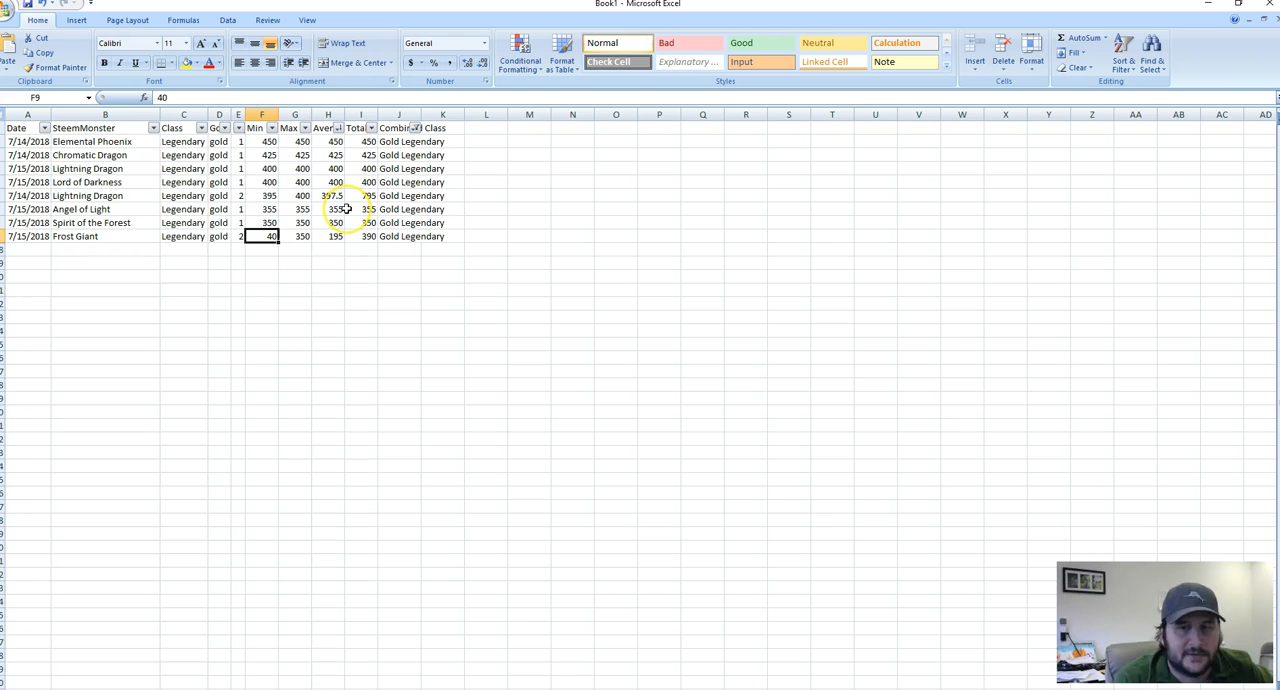 Book1 - Microsoft Excel
Home Insert Page Layout Formulas Data Review View
Cut
Copy
Format Painter
Paste
Clipboard
Calibri 11
Font
Wrap Text
Merge & Center
Alignment
General
Number
Conditional Formatting
Format as Table
Normal Bad Good Neutral Calculation
Check Cell Explanatory ... Input Linked Cell Note
Styles
Insert Delete Format
Cells
AutoSum
Fill
Clear
Sort & Filter
Find & Select
Editing
F9 fx 40
A B C D E F G H I J K L M N O P Q R S T U V W X Y Z AA AB AC AD
Date SteemMonster Class Min Max Aver Total Combin Class
7/14/2018 Elemental Phoenix Legendary gold 1 450 450 450 450 Gold Legendary
7/14/2018 Chromatic Dragon Legendary gold 1 425 425 425 425 Gold Legendary
7/15/2018 Lightning Dragon Legendary gold 1 400 400 400 400 Gold Legendary
7/15/2018 Lord of Darkness Legendary gold 1 400 400 400 400 Gold Legendary
7/14/2018 Lightning Dragon Legendary gold 2 395 400 397.5 795 Gold Legendary
7/15/2018 Angel of Light Legendary gold 1 355 355 355 355 Gold Legendary
7/15/2018 Spirit of the Forest Legendary gold 1 350 350 350 350 Gold Legendary
7/15/2018 Frost Giant Legendary gold 2 40 350 195 390 Gold Legendary